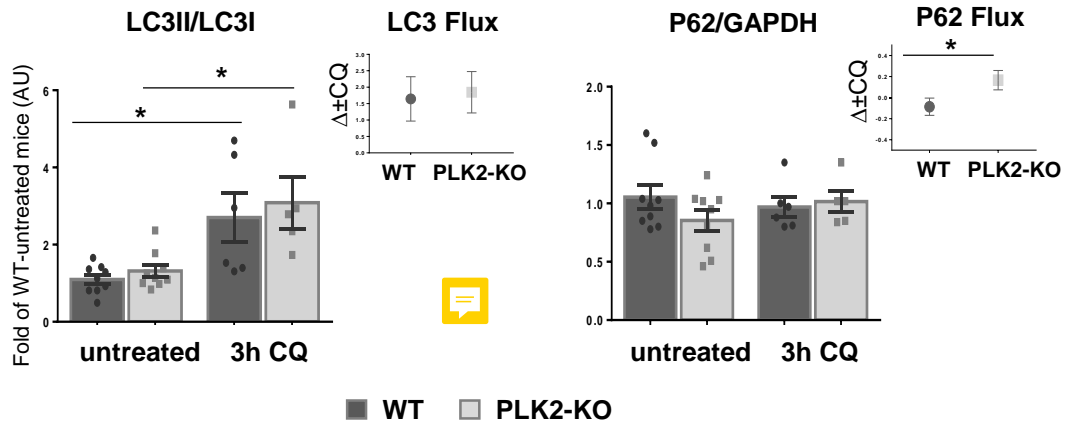 LC3II/LC3I
Fold of WT-untreated mice (AU)
6
4
2
0
*
*
untreated 3h CQ
LC3 Flux
Δ±CQ
3.0
2.5
2.0
1.5
1.0
0.5
0.0
WT PLK2-KO
P62/GAPDH
2.0
1.5
1.0
0.5
0.0
untreated 3h CQ
P62 Flux
Δ±CQ
0.4
0.2
0.0
-0.2
-0.4
*
WT
PLK2-KO
WT PLK2-KO